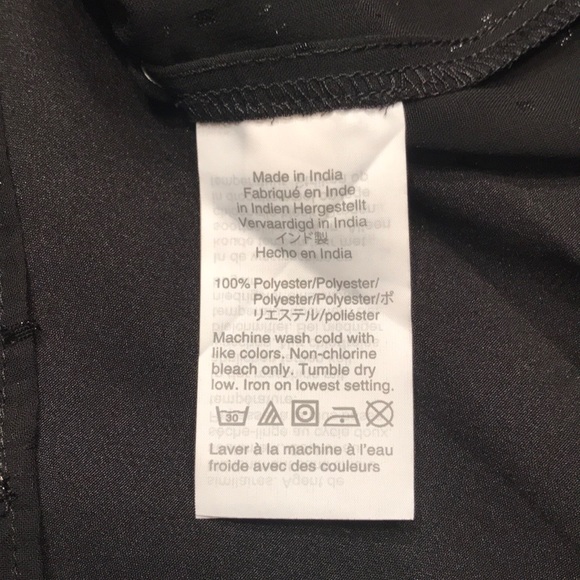 Made in India
Fabriqué en Inde
in Indien Hergestellt
Vervaardigd in India
インド製
Hecho en India
100% Polyester/Polyester/
Polyester/Polyester/ポ
リエステル/poliéster
Machine wash cold with
like colors. Non-chlorine
bleach only. Tumble dry
low. Iron on lowest setting.
30
Laver à la machine à l'eau
froide avec des couleurs